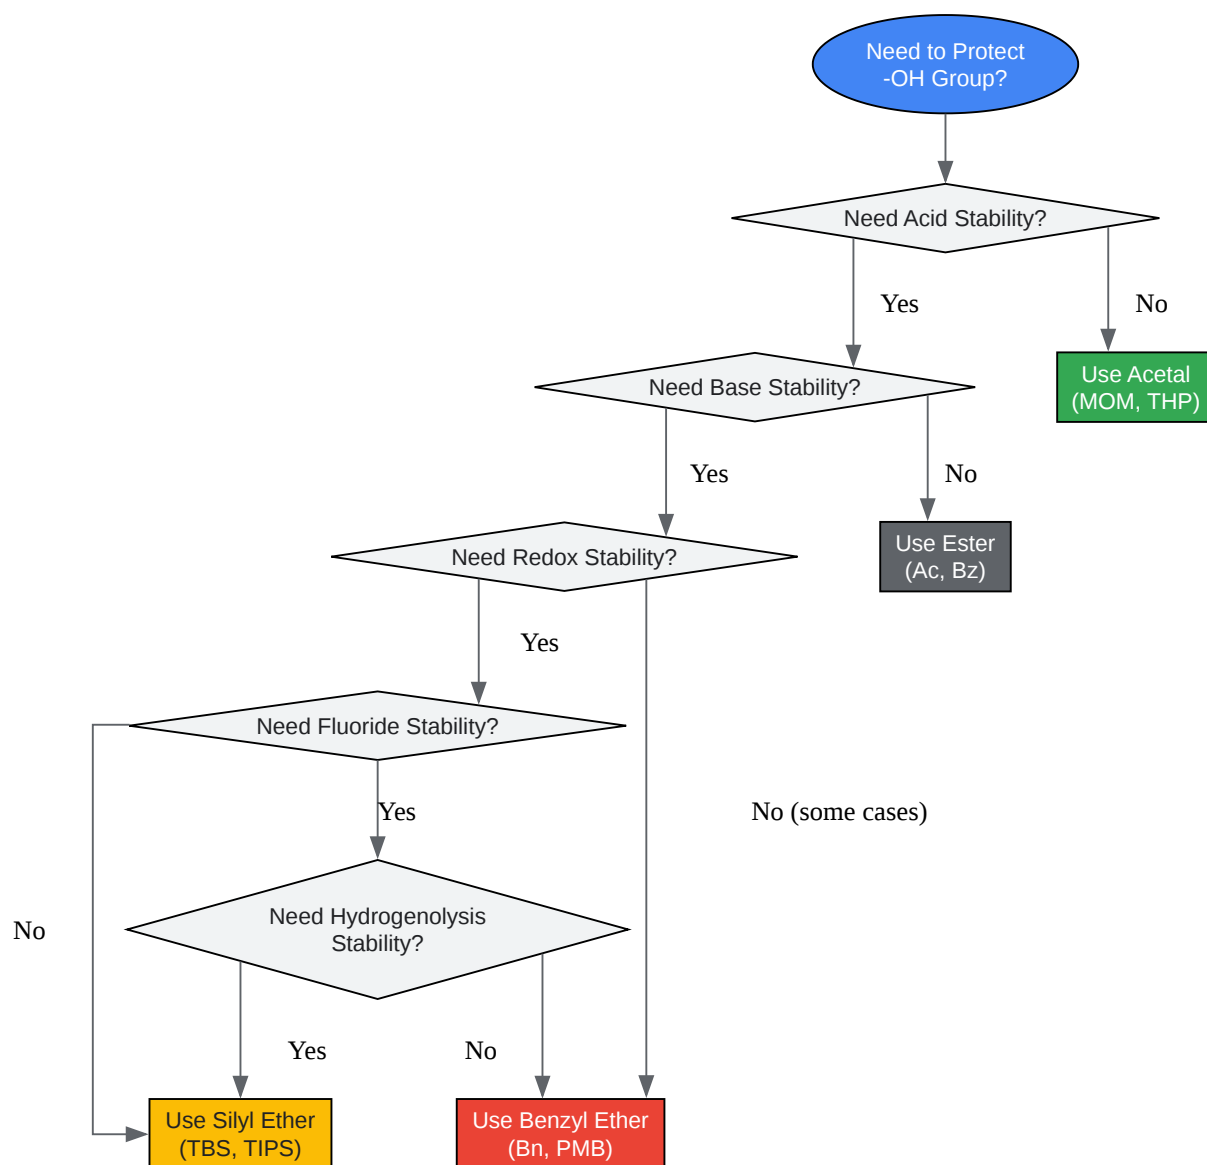 Need to Protect
-OH Group?
Need Acid Stability?
Yes
No
Use Acetal
(MOM, THP)
Need Base Stability?
Yes
No
Use Ester
(Ac, Bz)
Need Redox Stability?
Yes
No (some cases)
Need Fluoride Stability?
Yes
No
Need Hydrogenolysis
Stability?
Yes
No
Use Silyl Ether
(TBS, TIPS)
Use Benzyl Ether
(Bn, PMB)